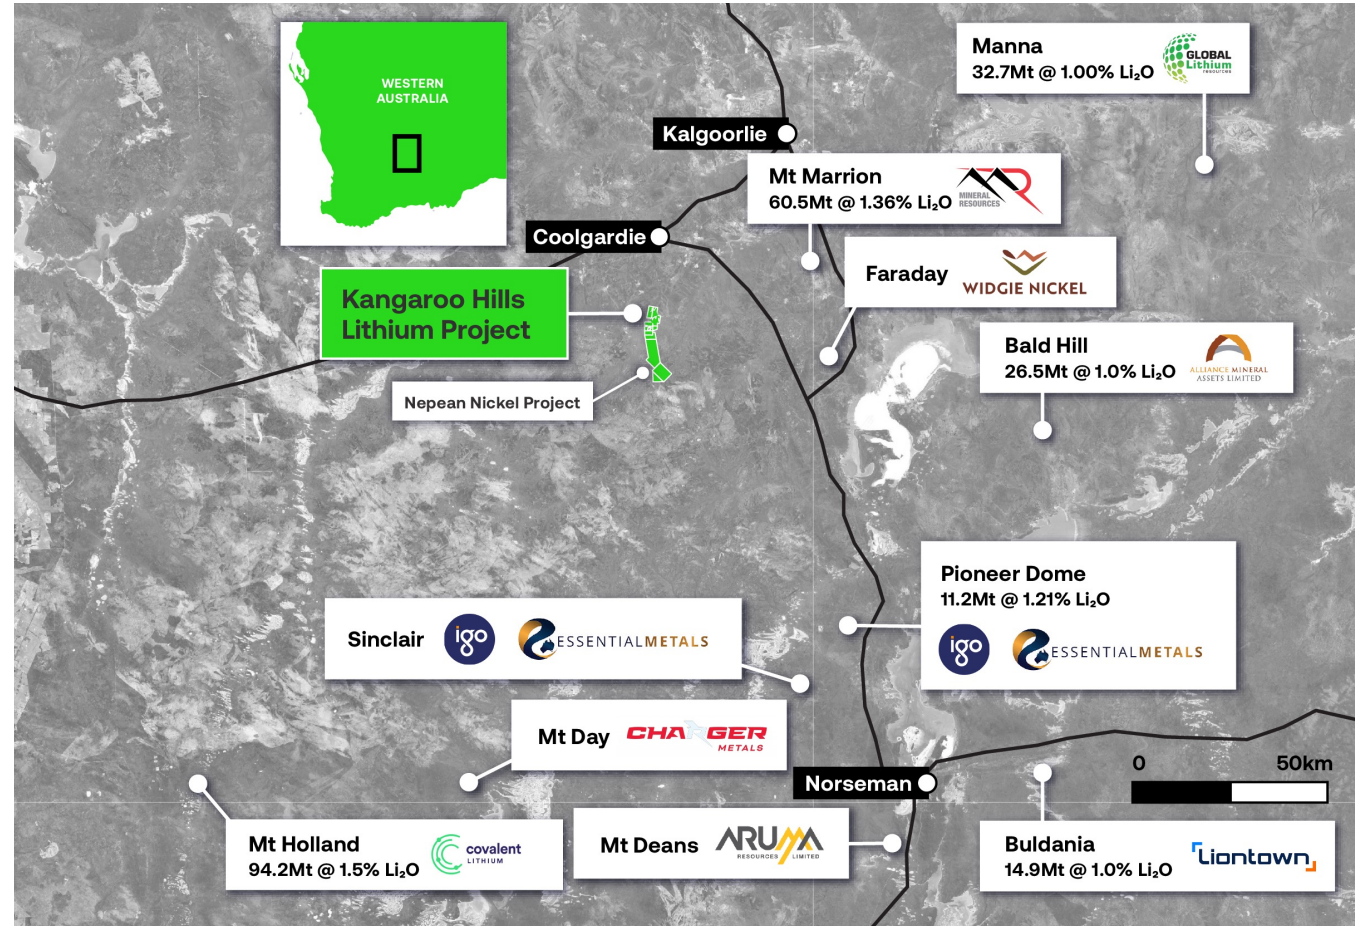 WESTERN
AUSTRALIA
Manna
32.7Mt @ 1.00% Li₂O
GLOBAL
Lithium
RESOURCES
Kalgoorlie
Mt Marrion
60.5Mt @ 1.36% Li₂O
MINERAL
RESOURCES
Coolgardie
Faraday
WIDGIE NICKEL
Kangaroo Hills
Lithium Project
Bald Hill
26.5Mt @ 1.0% Li₂O
ALLIANCE MINERAL
ASSETS LIMITED
Nepean Nickel Project
Pioneer Dome
11.2Mt @ 1.21% Li₂O
igo
ESSENTIALMETALS
Sinclair
igo
ESSENTIALMETALS
Mt Day
CHARGER
METALS
0 50km
Norseman
Mt Holland
94.2Mt @ 1.5% Li₂O
covalent
LITHIUM
Mt Deans
ARUMA
RESOURCES LIMITED
Buldania
14.9Mt @ 1.0% Li₂O
Liontown